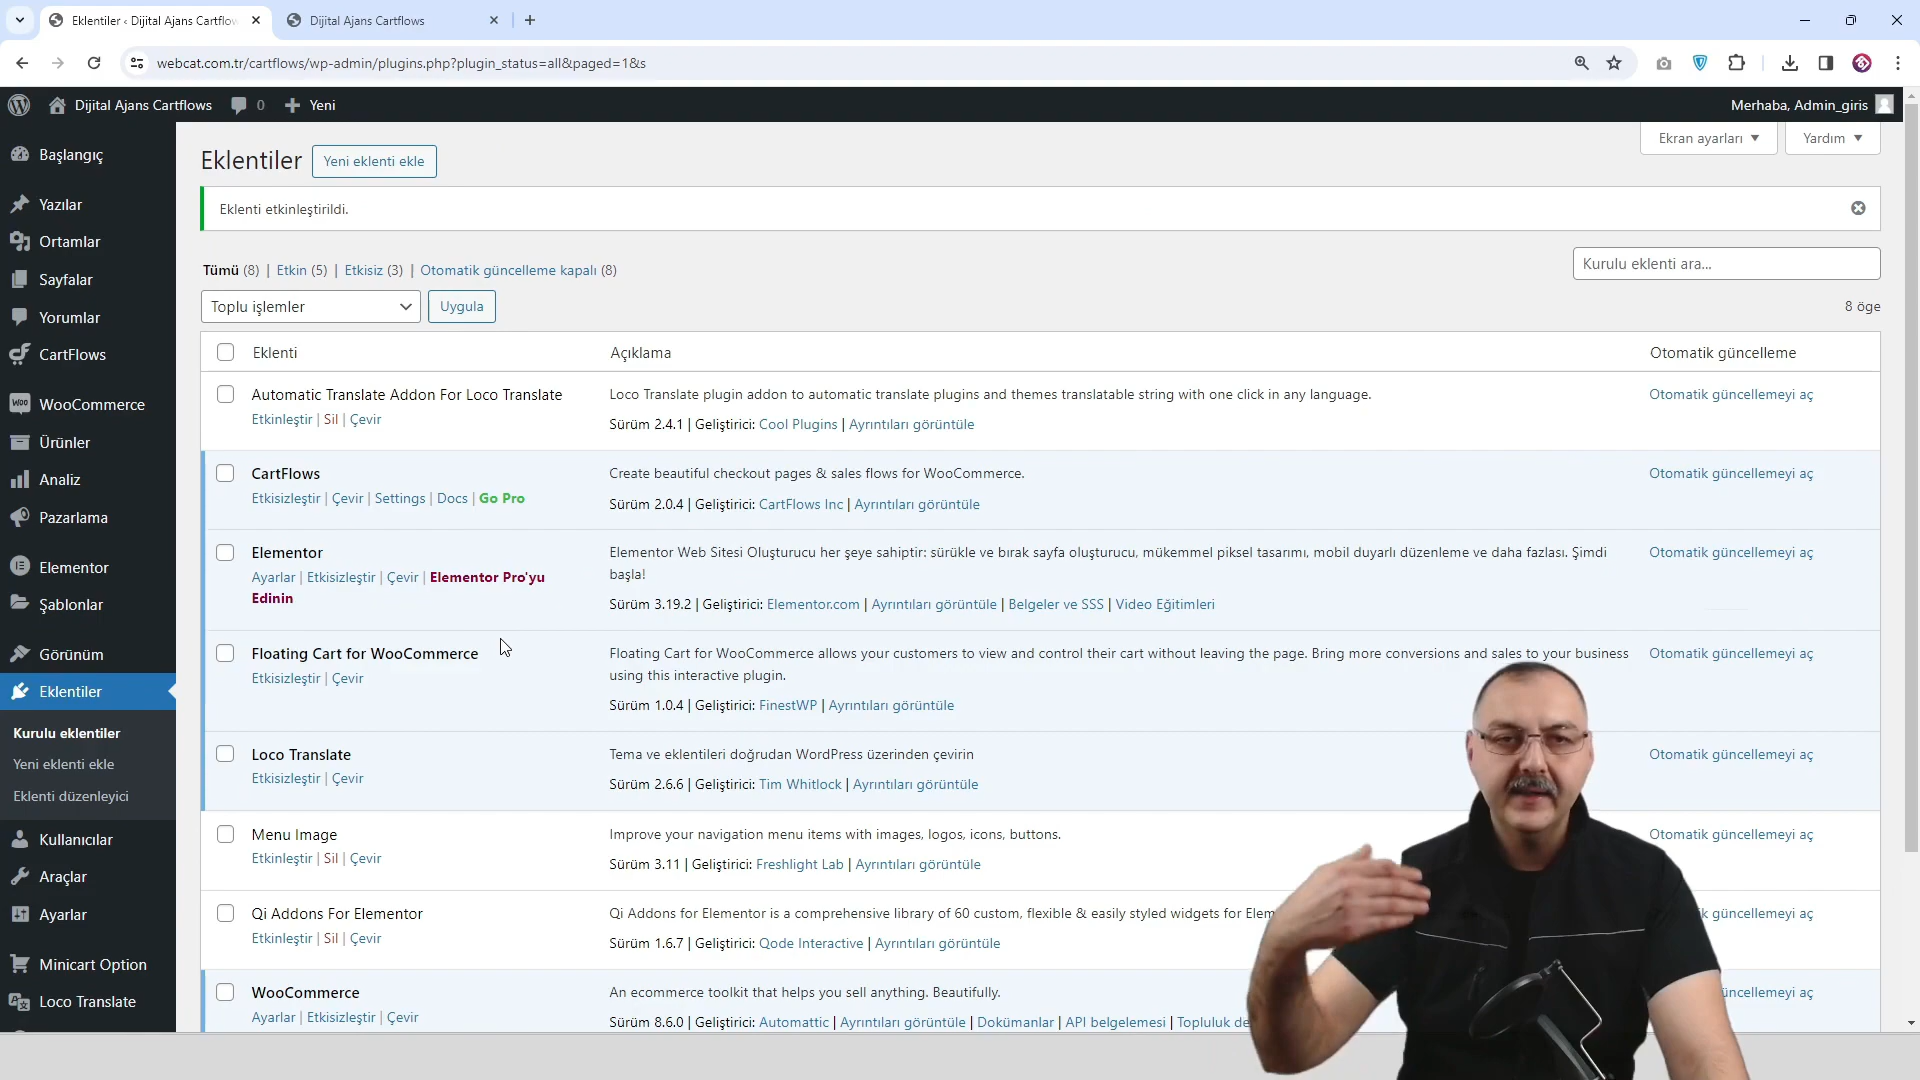 Eklentiler ‹ Dijital Ajans Cartflow
Dijital Ajans Cartflows
webcat.com.tr/cartflows/wp-admin/plugins.php?plugin_status=all&paged=1&s
Dijital Ajans Cartflows
0
Yeni
Merhaba, Admin_giris
Başlangıç
Yazılar
Ortamlar
Sayfalar
Yorumlar
CartFlows
WooCommerce
Ürünler
Analiz
Pazarlama
Elementor
Şablonlar
Görünüm
Eklentiler
Kurulu eklentiler
Yeni eklenti ekle
Eklenti düzenleyici
Kullanıcılar
Araçlar
Ayarlar
Minicart Option
Loco Translate
Ekran ayarları
Yardım
Eklentiler
Yeni eklenti ekle
Eklenti etkinleştirildi.
Tümü (8) | Etkin (5) | Etkisiz (3) | Otomatik güncelleme kapalı (8)
Kurulu eklenti ara...
Toplu işlemler
Uygula
8 öge
Eklenti
Açıklama
Otomatik güncelleme
Automatic Translate Addon For Loco Translate
Etkinleştir | Sil | Çevir
Loco Translate plugin addon to automatic translate plugins and themes translatable string with one click in any language.
Sürüm 2.4.1 | Geliştirici: Cool Plugins | Ayrıntıları görüntüle
Otomatik güncellemeyi aç
CartFlows
Etkisizleştir | Çevir | Settings | Docs | Go Pro
Create beautiful checkout pages & sales flows for WooCommerce.
Sürüm 2.0.4 | Geliştirici: CartFlows Inc | Ayrıntıları görüntüle
Otomatik güncellemeyi aç
Elementor
Ayarlar | Etkisizleştir | Çevir | Elementor Pro'yu
Edinin
Elementor Web Sitesi Oluşturucu her şeye sahiptir: sürükle ve bırak sayfa oluşturucu, mükemmel piksel tasarımı, mobil duyarlı düzenleme ve daha fazlası. Şimdi
başla!
Sürüm 3.19.2 | Geliştirici: Elementor.com | Ayrıntıları görüntüle | Belgeler ve SSS | Video Eğitimleri
Otomatik güncellemeyi aç
Floating Cart for WooCommerce
Etkisizleştir | Çevir
Floating Cart for WooCommerce allows your customers to view and control their cart without leaving the page. Bring more conversions and sales to your business
using this interactive plugin.
Sürüm 1.0.4 | Geliştirici: FinestWP | Ayrıntıları görüntüle
Otomatik güncellemeyi aç
Loco Translate
Etkisizleştir | Çevir
Tema ve eklentileri doğrudan WordPress üzerinden çevirin
Sürüm 2.6.6 | Geliştirici: Tim Whitlock | Ayrıntıları görüntüle
Otomatik güncellemeyi aç
Menu Image
Etkinleştir | Sil | Çevir
Improve your navigation menu items with images, logos, icons, buttons.
Sürüm 3.11 | Geliştirici: Freshlight Lab | Ayrıntıları görüntüle
Otomatik güncellemeyi aç
Qi Addons For Elementor
Etkinleştir | Sil | Çevir
Qi Addons for Elementor is a comprehensive library of 60 custom, flexible & easily styled widgets for Elem
Sürüm 1.6.7 | Geliştirici: Qode Interactive | Ayrıntıları görüntüle
ik güncellemeyi aç
WooCommerce
Ayarlar | Etkisizleştir | Çevir
An ecommerce toolkit that helps you sell anything. Beautifully.
Sürüm 8.6.0 | Geliştirici: Automattic | Ayrıntıları görüntüle | Dokümanlar | API belgelemesi | Topluluk de
üncellemeyi aç